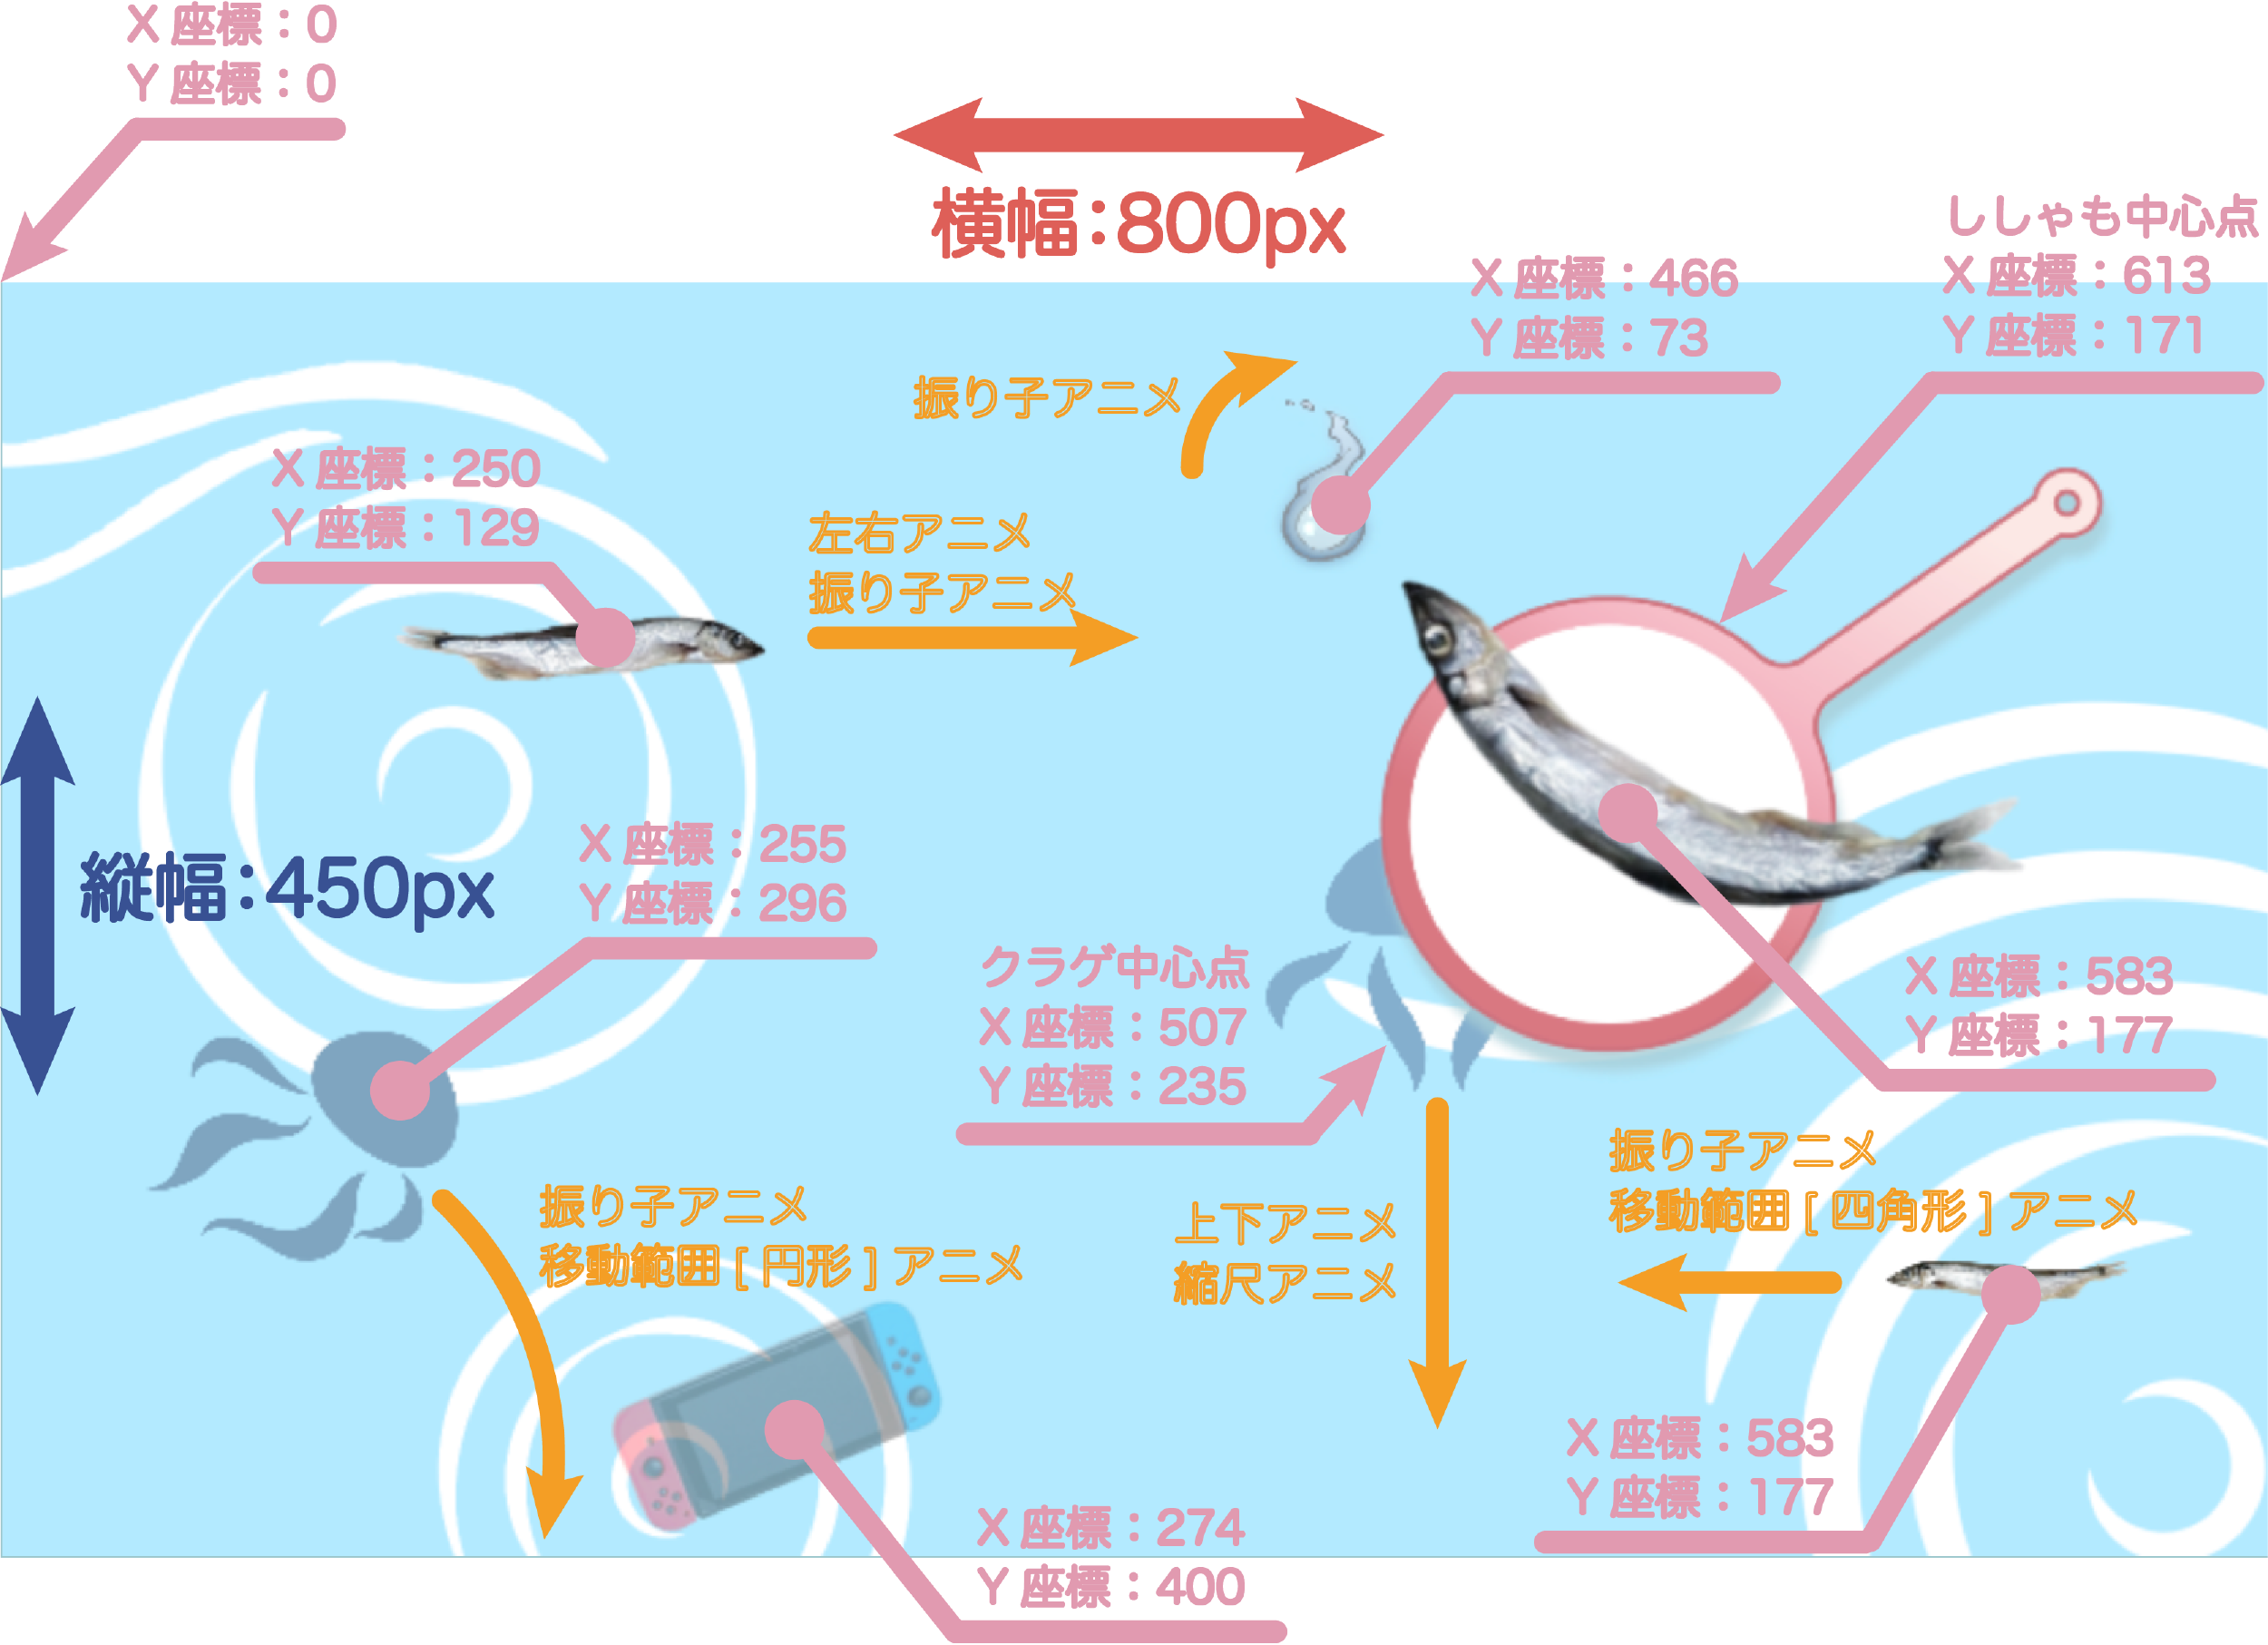 X 座標：0
Y 座標：0
横幅：800px
ししゃも中心点
X 座標：613
Y 座標：171
X 座標：466
Y 座標：73
振り子アニメ
X 座標：250
Y 座標：129
左右アニメ
振り子アニメ
縦幅：450px
X 座標：255
Y 座標：296
クラゲ中心点
X 座標：507
Y 座標：235
X 座標：583
Y 座標：177
振り子アニメ
移動範囲 [ 円形 ] アニメ
上下アニメ
縮尺アニメ
振り子アニメ
移動範囲 [ 四角形 ] アニメ
X 座標：583
Y 座標：177
X 座標：274
Y 座標：400